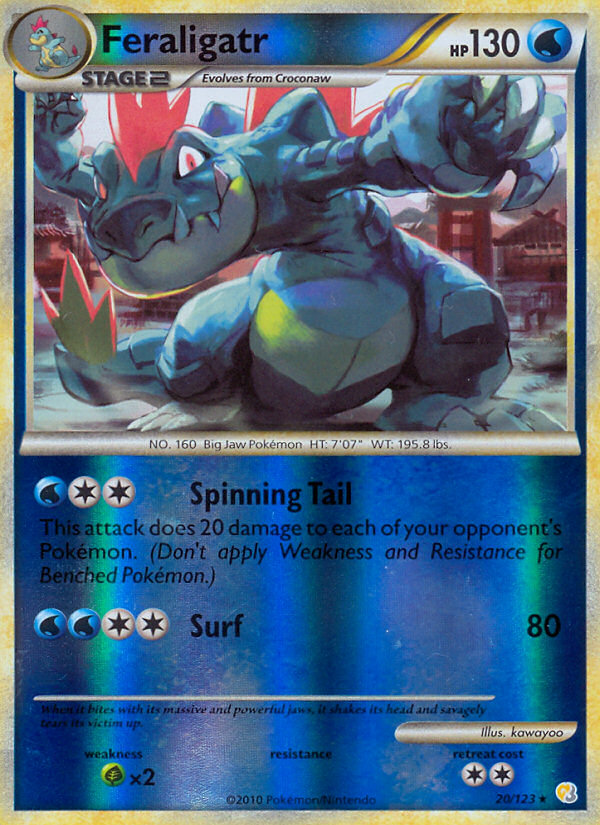 Feraligatr HP130
STAGE2 Evolves from Croconaw
NO. 160 Big Jaw Pokémon HT: 7'07" WT: 195.8 lbs.
Spinning Tail
This attack does 20 damage to each of your opponent's
Pokémon. (Don't apply Weakness and Resistance for
Benched Pokémon.)
Surf 80
When it bites with its massive and powerful jaws, it shakes its head and savagely
tears its victim up.
Illus. kawayoo
weakness resistance retreat cost
×2
©2010 Pokémon/Nintendo 20/123 ★